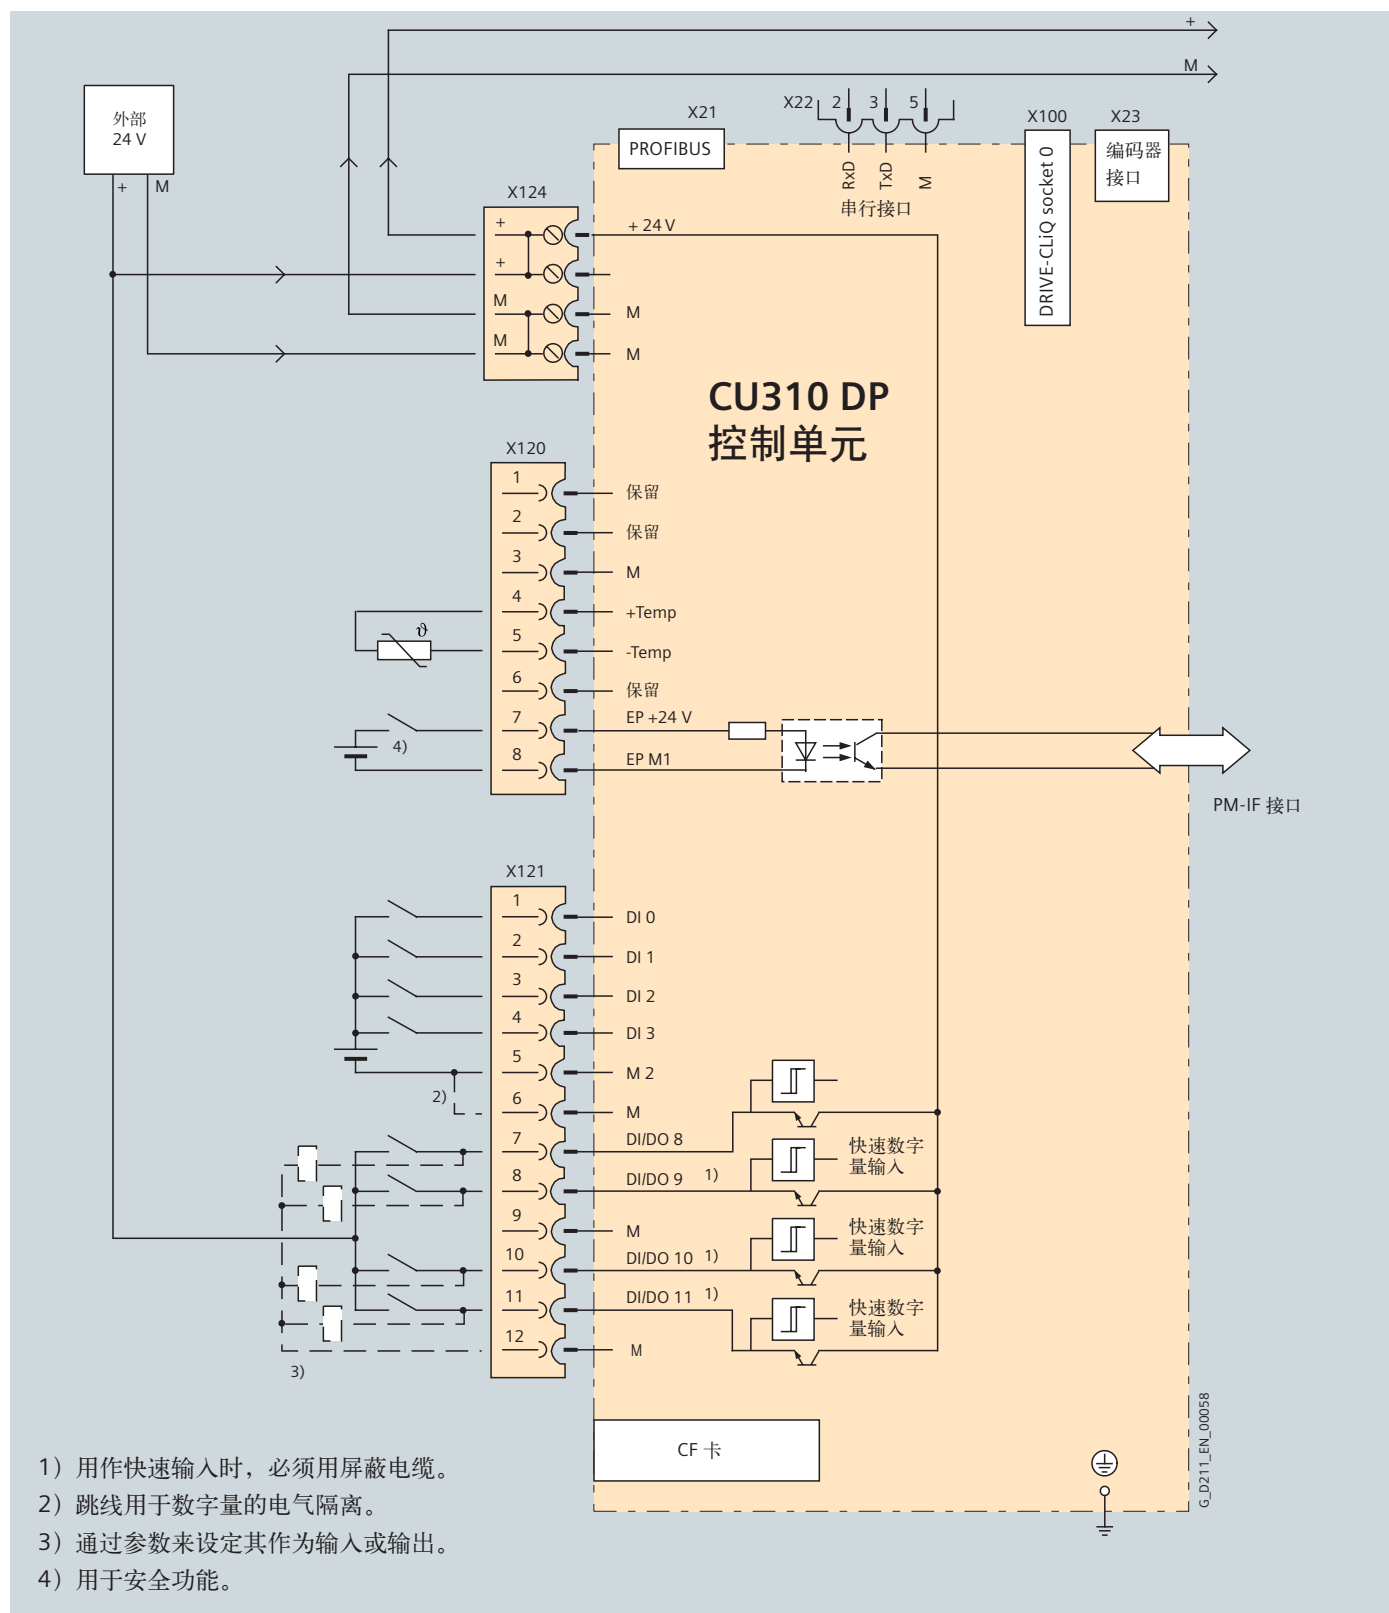 +
M
外部
24 V
+ M
X124
+
+
M
M
+ 24 V
M
M
X21
PROFIBUS
X22 2 3 5
RxD
TxD
M
串行接口
X100
DRIVE-CLiQ socket 0
X23
编码器
接口
CU310 DP
控制单元
X120
1 保留
2 保留
3 M
4 +Temp
ϑ
5 -Temp
6 保留
7 EP +24 V
4)
8 EP M1
PM-IF 接口
X121
1 DI 0
2 DI 1
3 DI 2
4 DI 3
5 M 2
2)
6 M
7 DI/DO 8
快速数字
量输入
8 DI/DO 9 1)
9 M
快速数字
量输入
10 DI/DO 10 1)
11 DI/DO 11 1)
快速数字
量输入
12 M
3)
CF 卡
G_D211_EN_00058
1）用作快速输入时，必须用屏蔽电缆。
2）跳线用于数字量的电气隔离。
3）通过参数来设定其作为输入或输出。
4）用于安全功能。